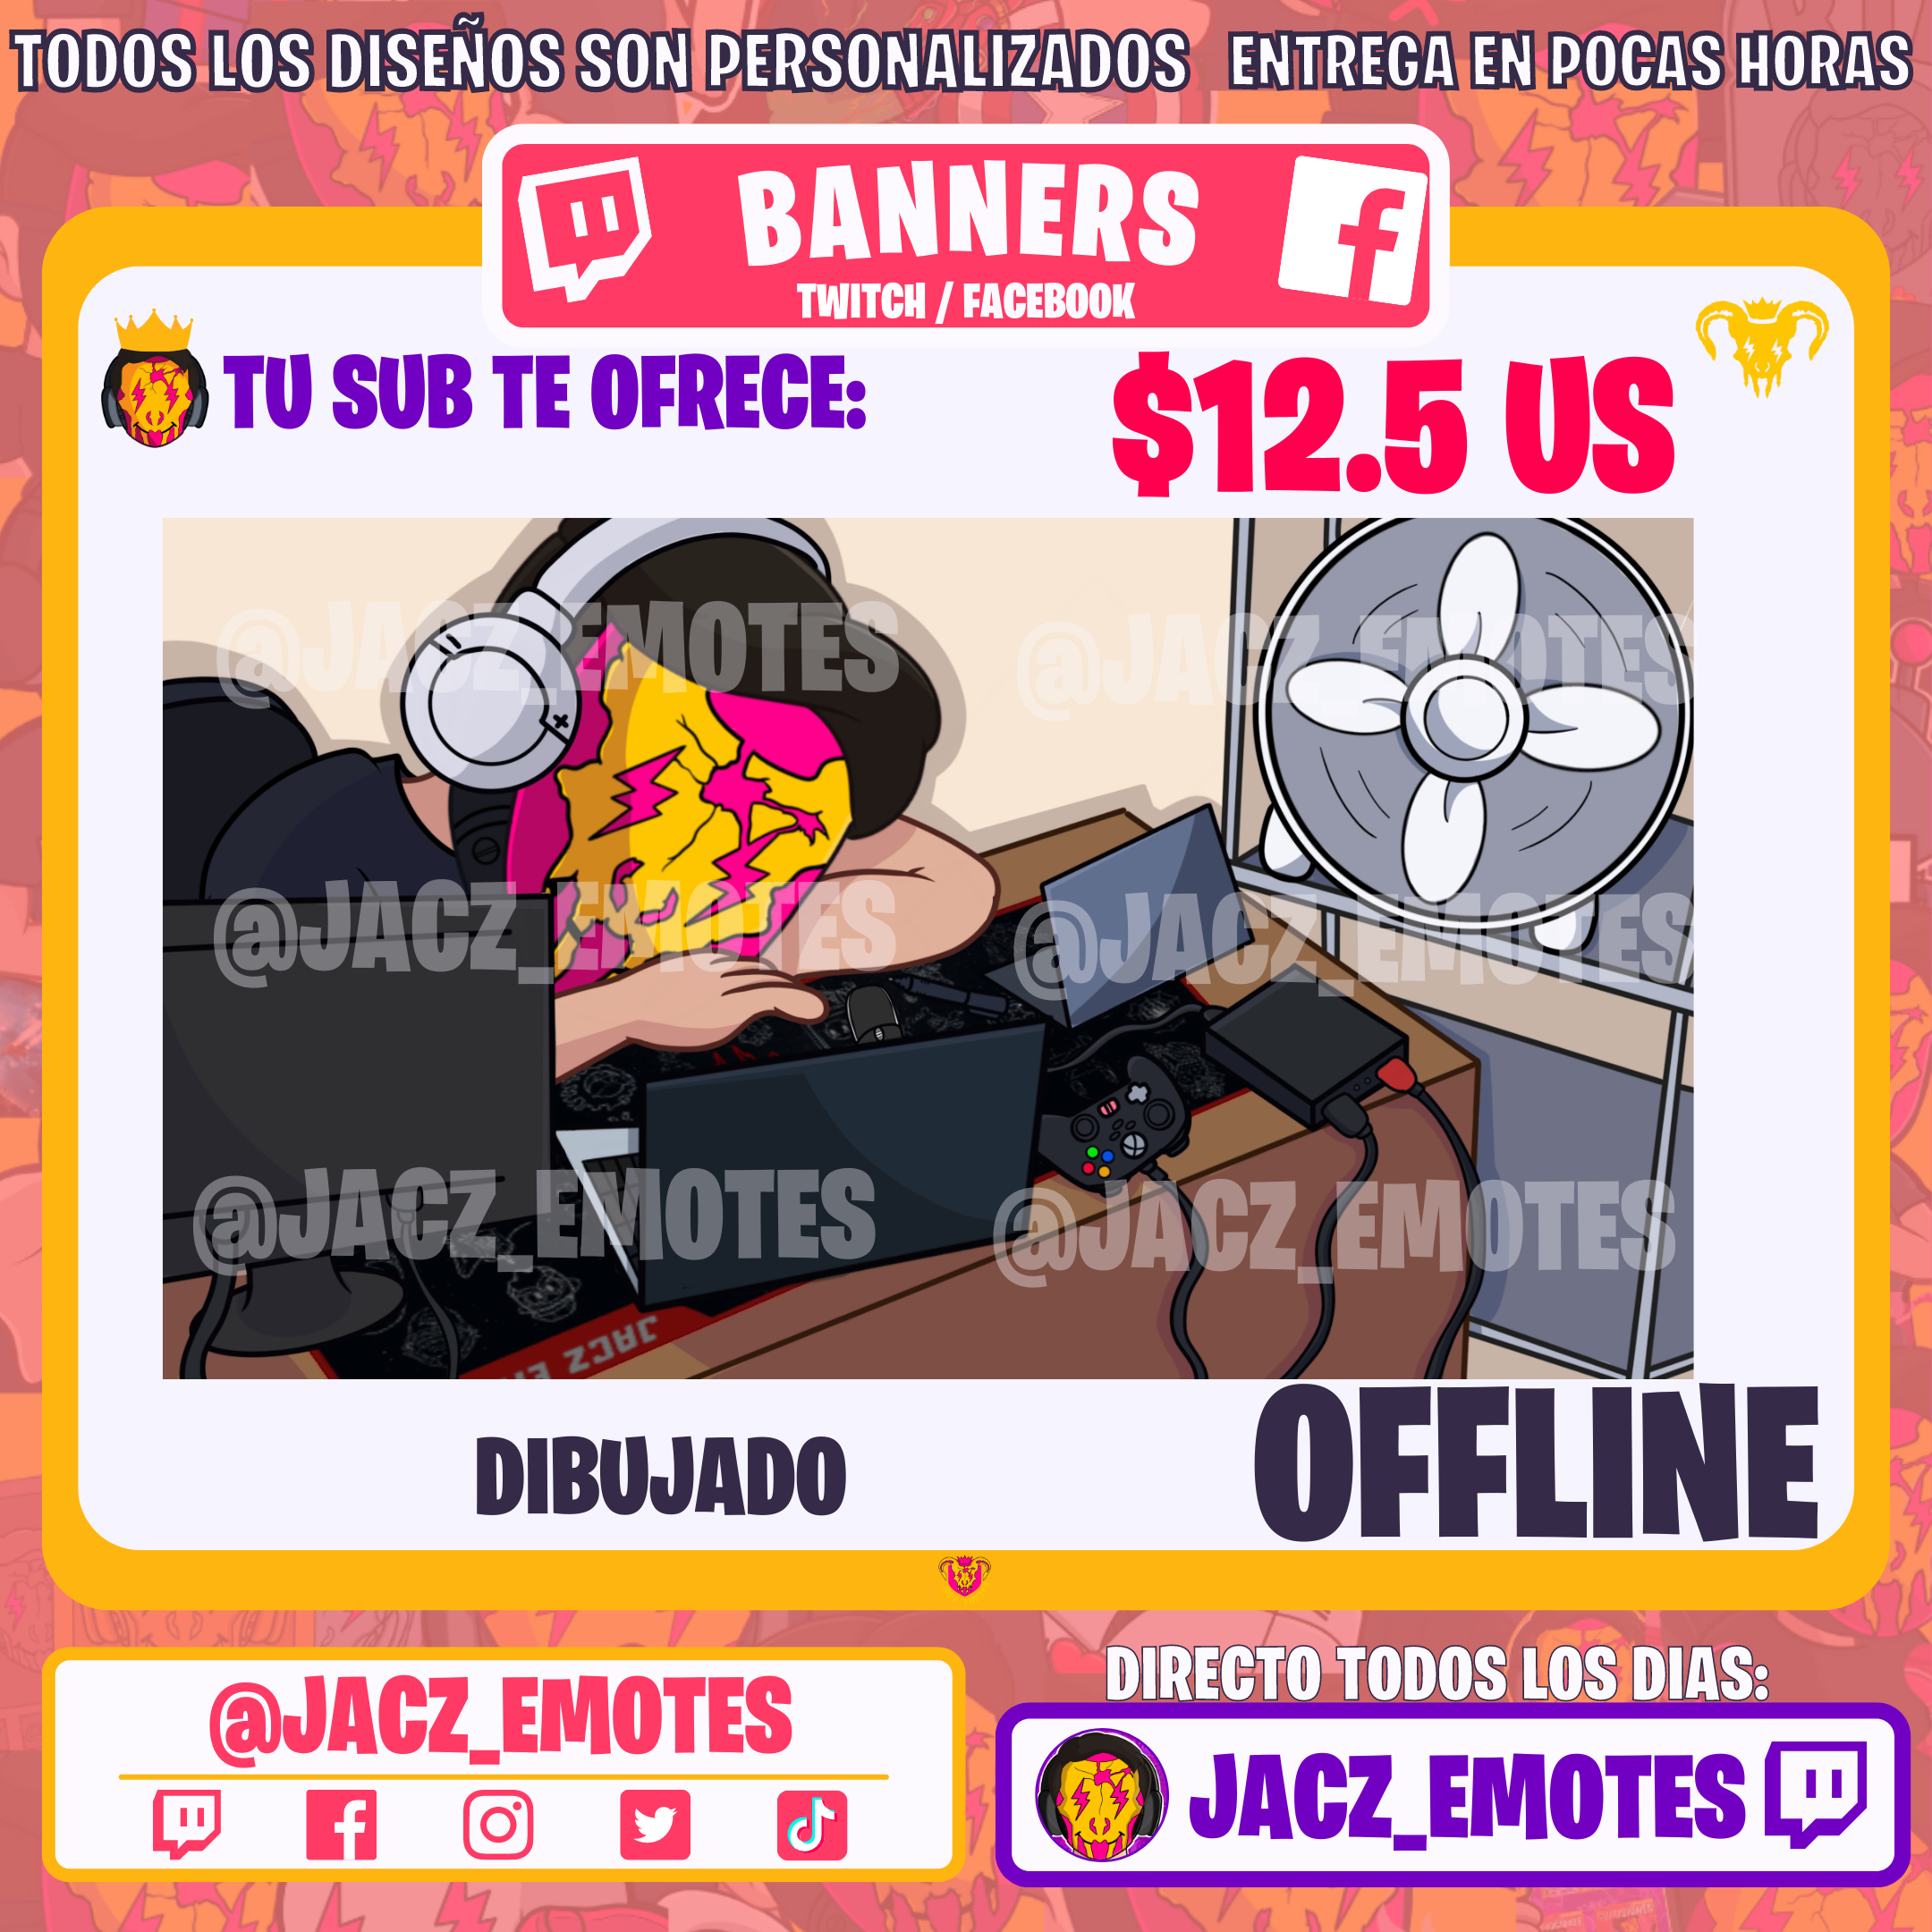 TODOS LOS DISEÑOS SON PERSONALIZADOS ENTREGA EN POCAS HORAS
BANNERS
TWITCH / FACEBOOK
TU SUB TE OFRECE:
$12.5 US
@JACZ_EMOTES @JACZ_EMOTES
@JACZ_EMOTES @JACZ_EMOTES
@JACZ_EMOTES @JACZ_EMOTES
JACZ
DIBUJADO
OFFLINE
@JACZ_EMOTES
DIRECTO TODOS LOS DIAS:
JACZ_EMOTES